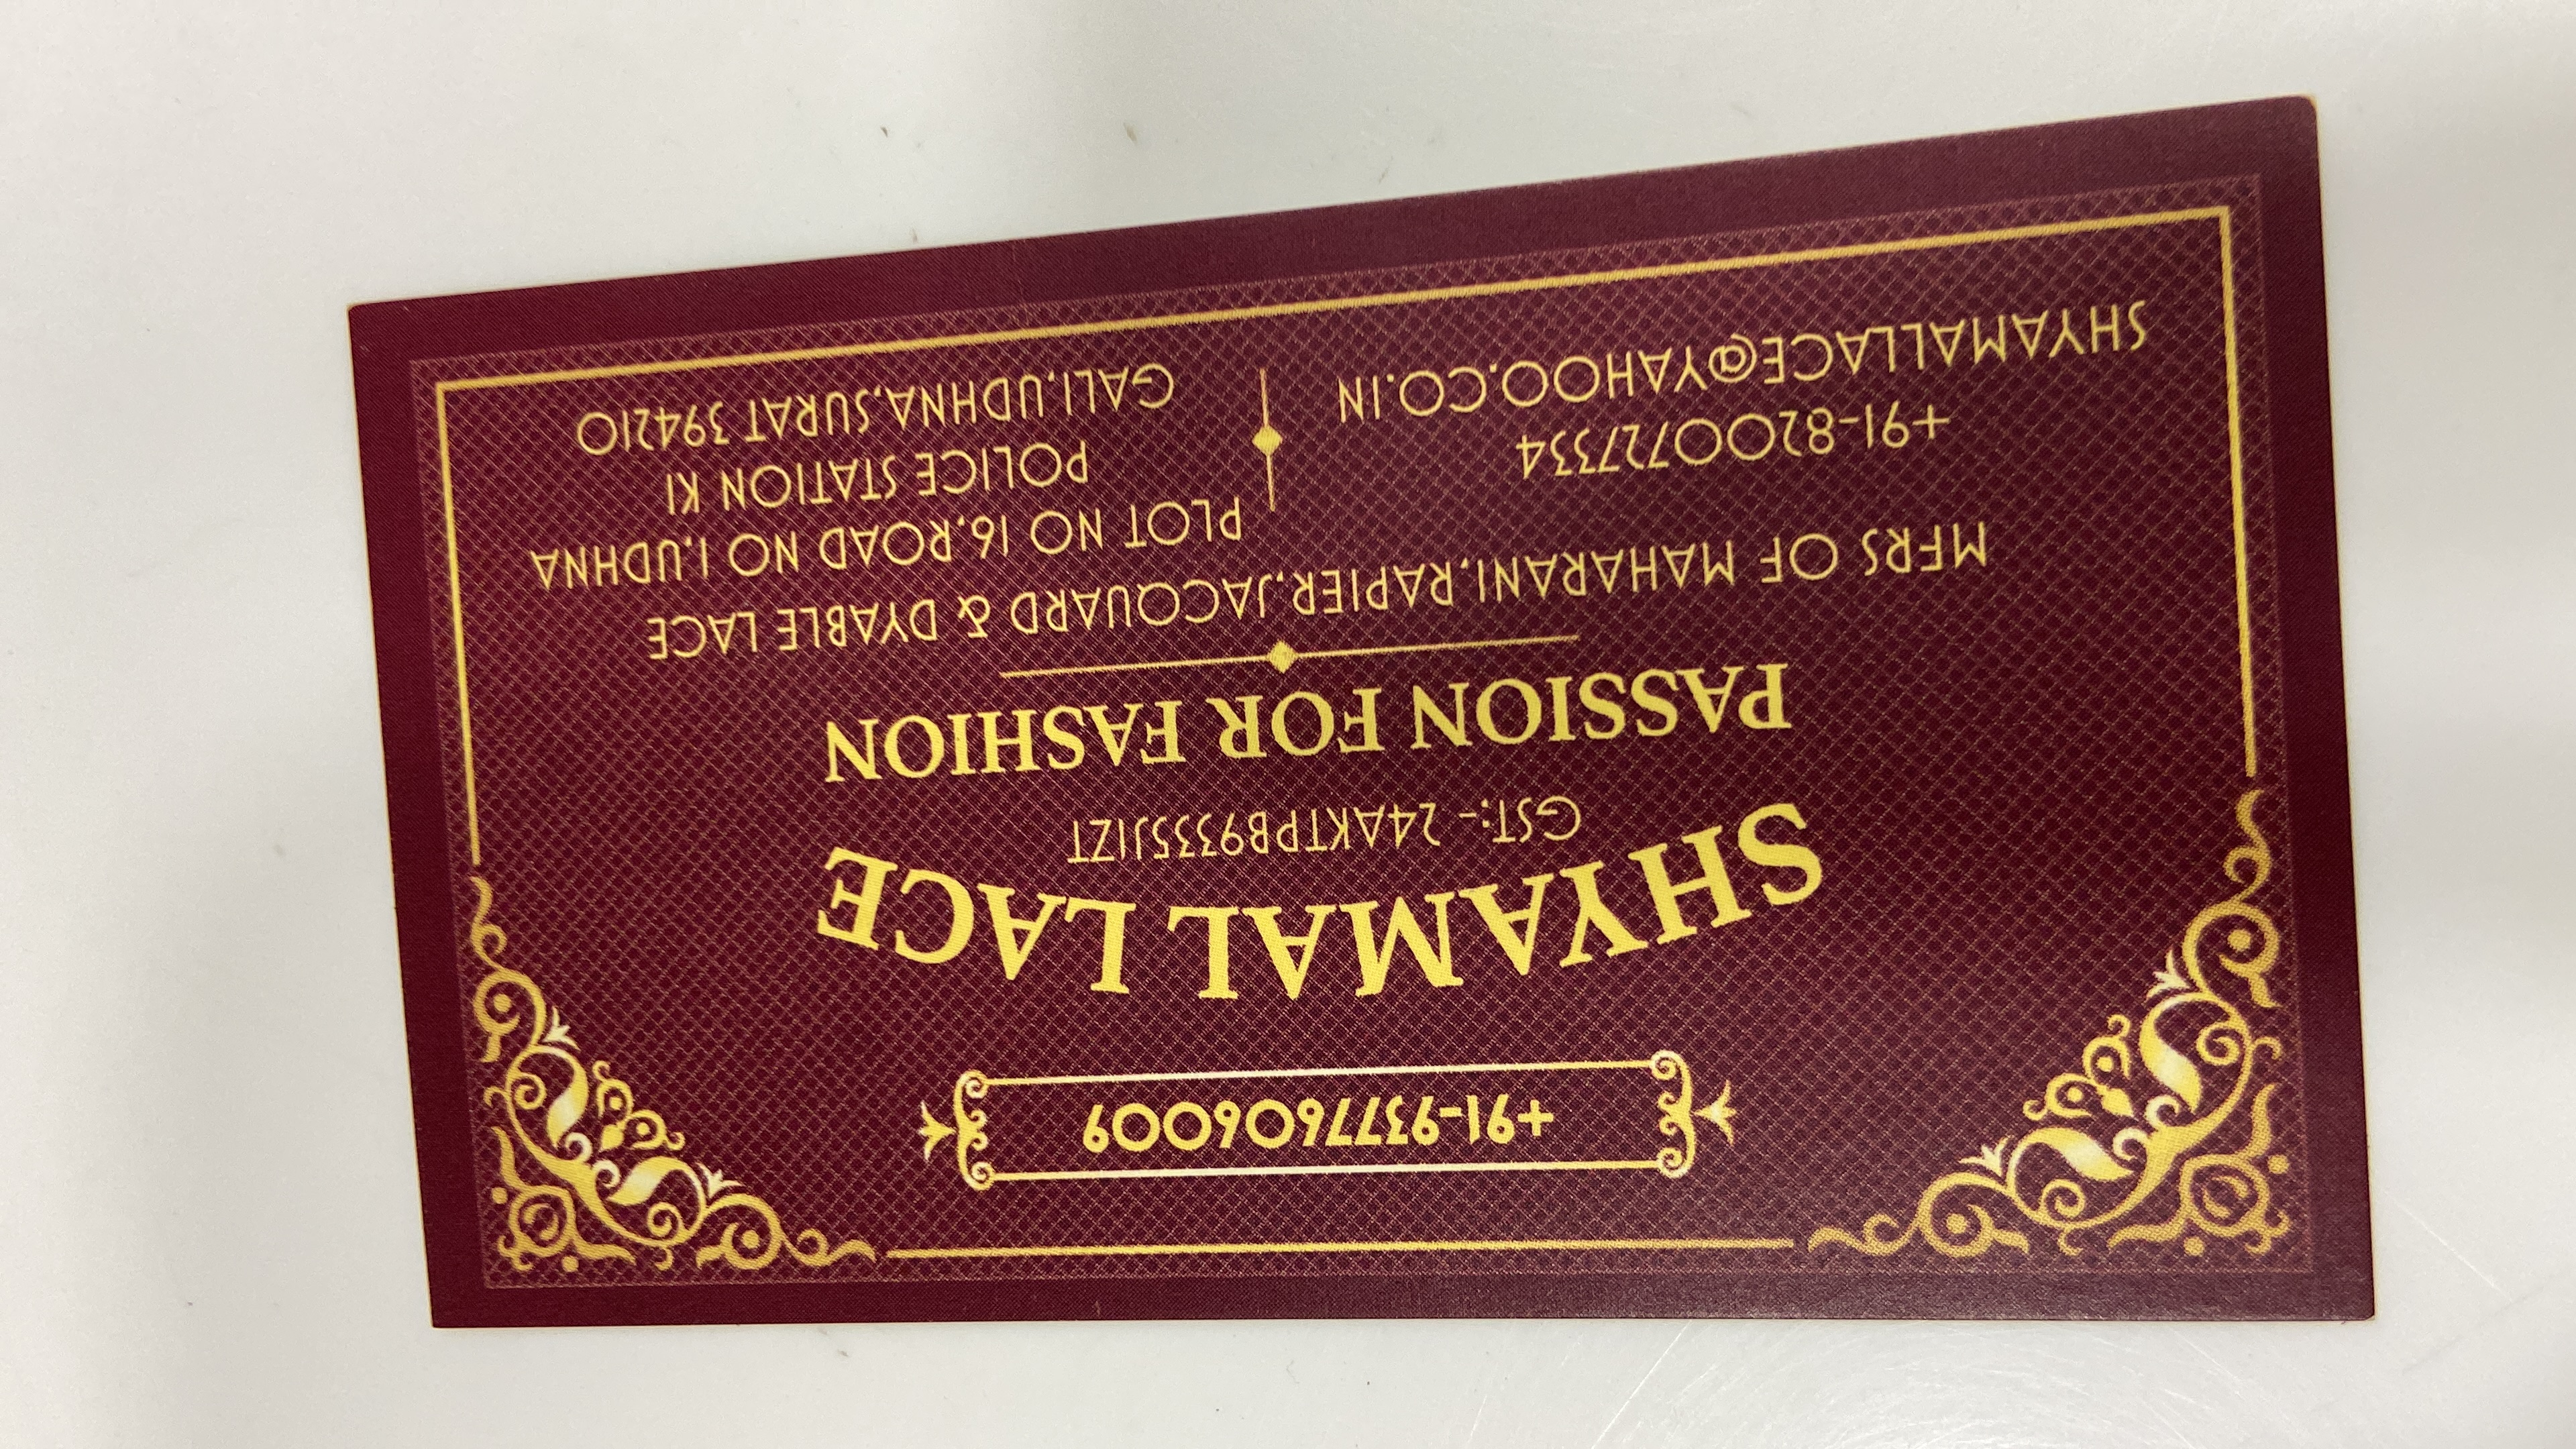 +91-9377606009
SHYAMAL LACE
GST:- 24AKTPB9335J1ZT
PASSION FOR FASHION
MFRS OF MAHARANI,RAPIER,JACQUARD & DYABLE LACE
+91-8200727334
SHYAMALLACE@YAHOO.CO.IN
PLOT NO 16,ROAD NO 1,UDHNA
POLICE STATION KI
GALI,UDHNA,SURAT 394210